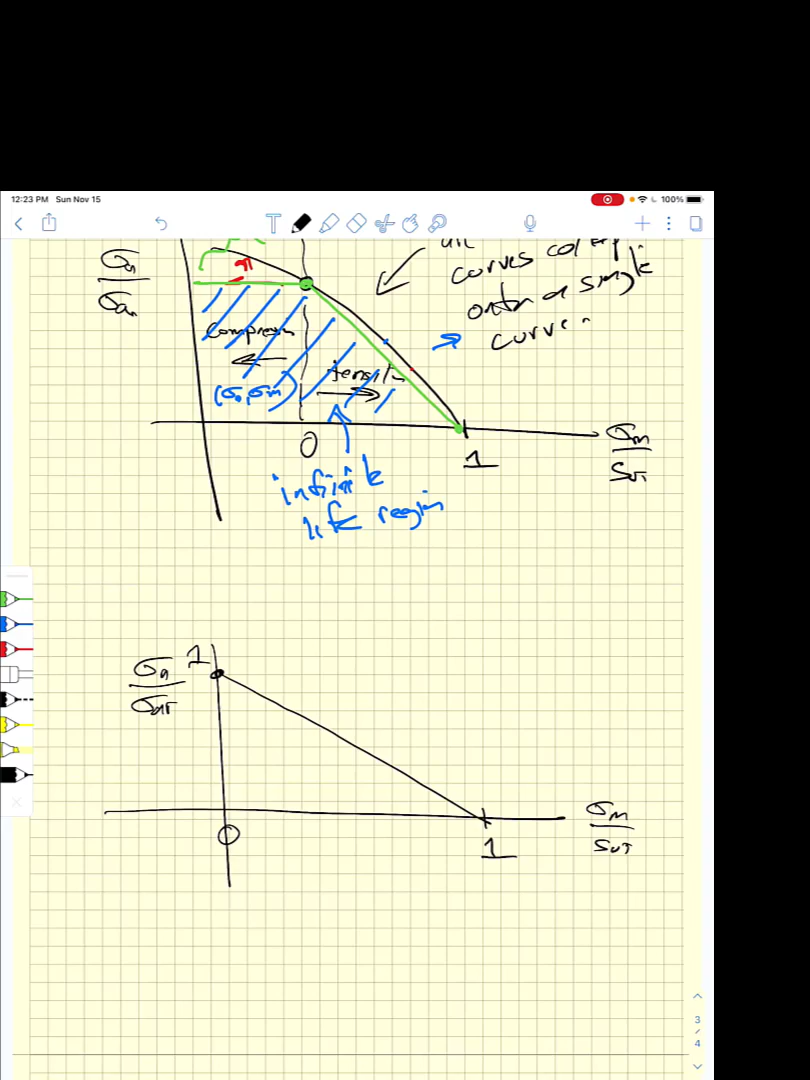 12:23 PM Sun Nov 15
100%
curves collapse
onto a single
curve
σa
σar
compression
tensile
(σa, σm)
0
1
σm
SUT
infinite
life region
σa
σar
1
0
1
σm
SUT
3
/
4